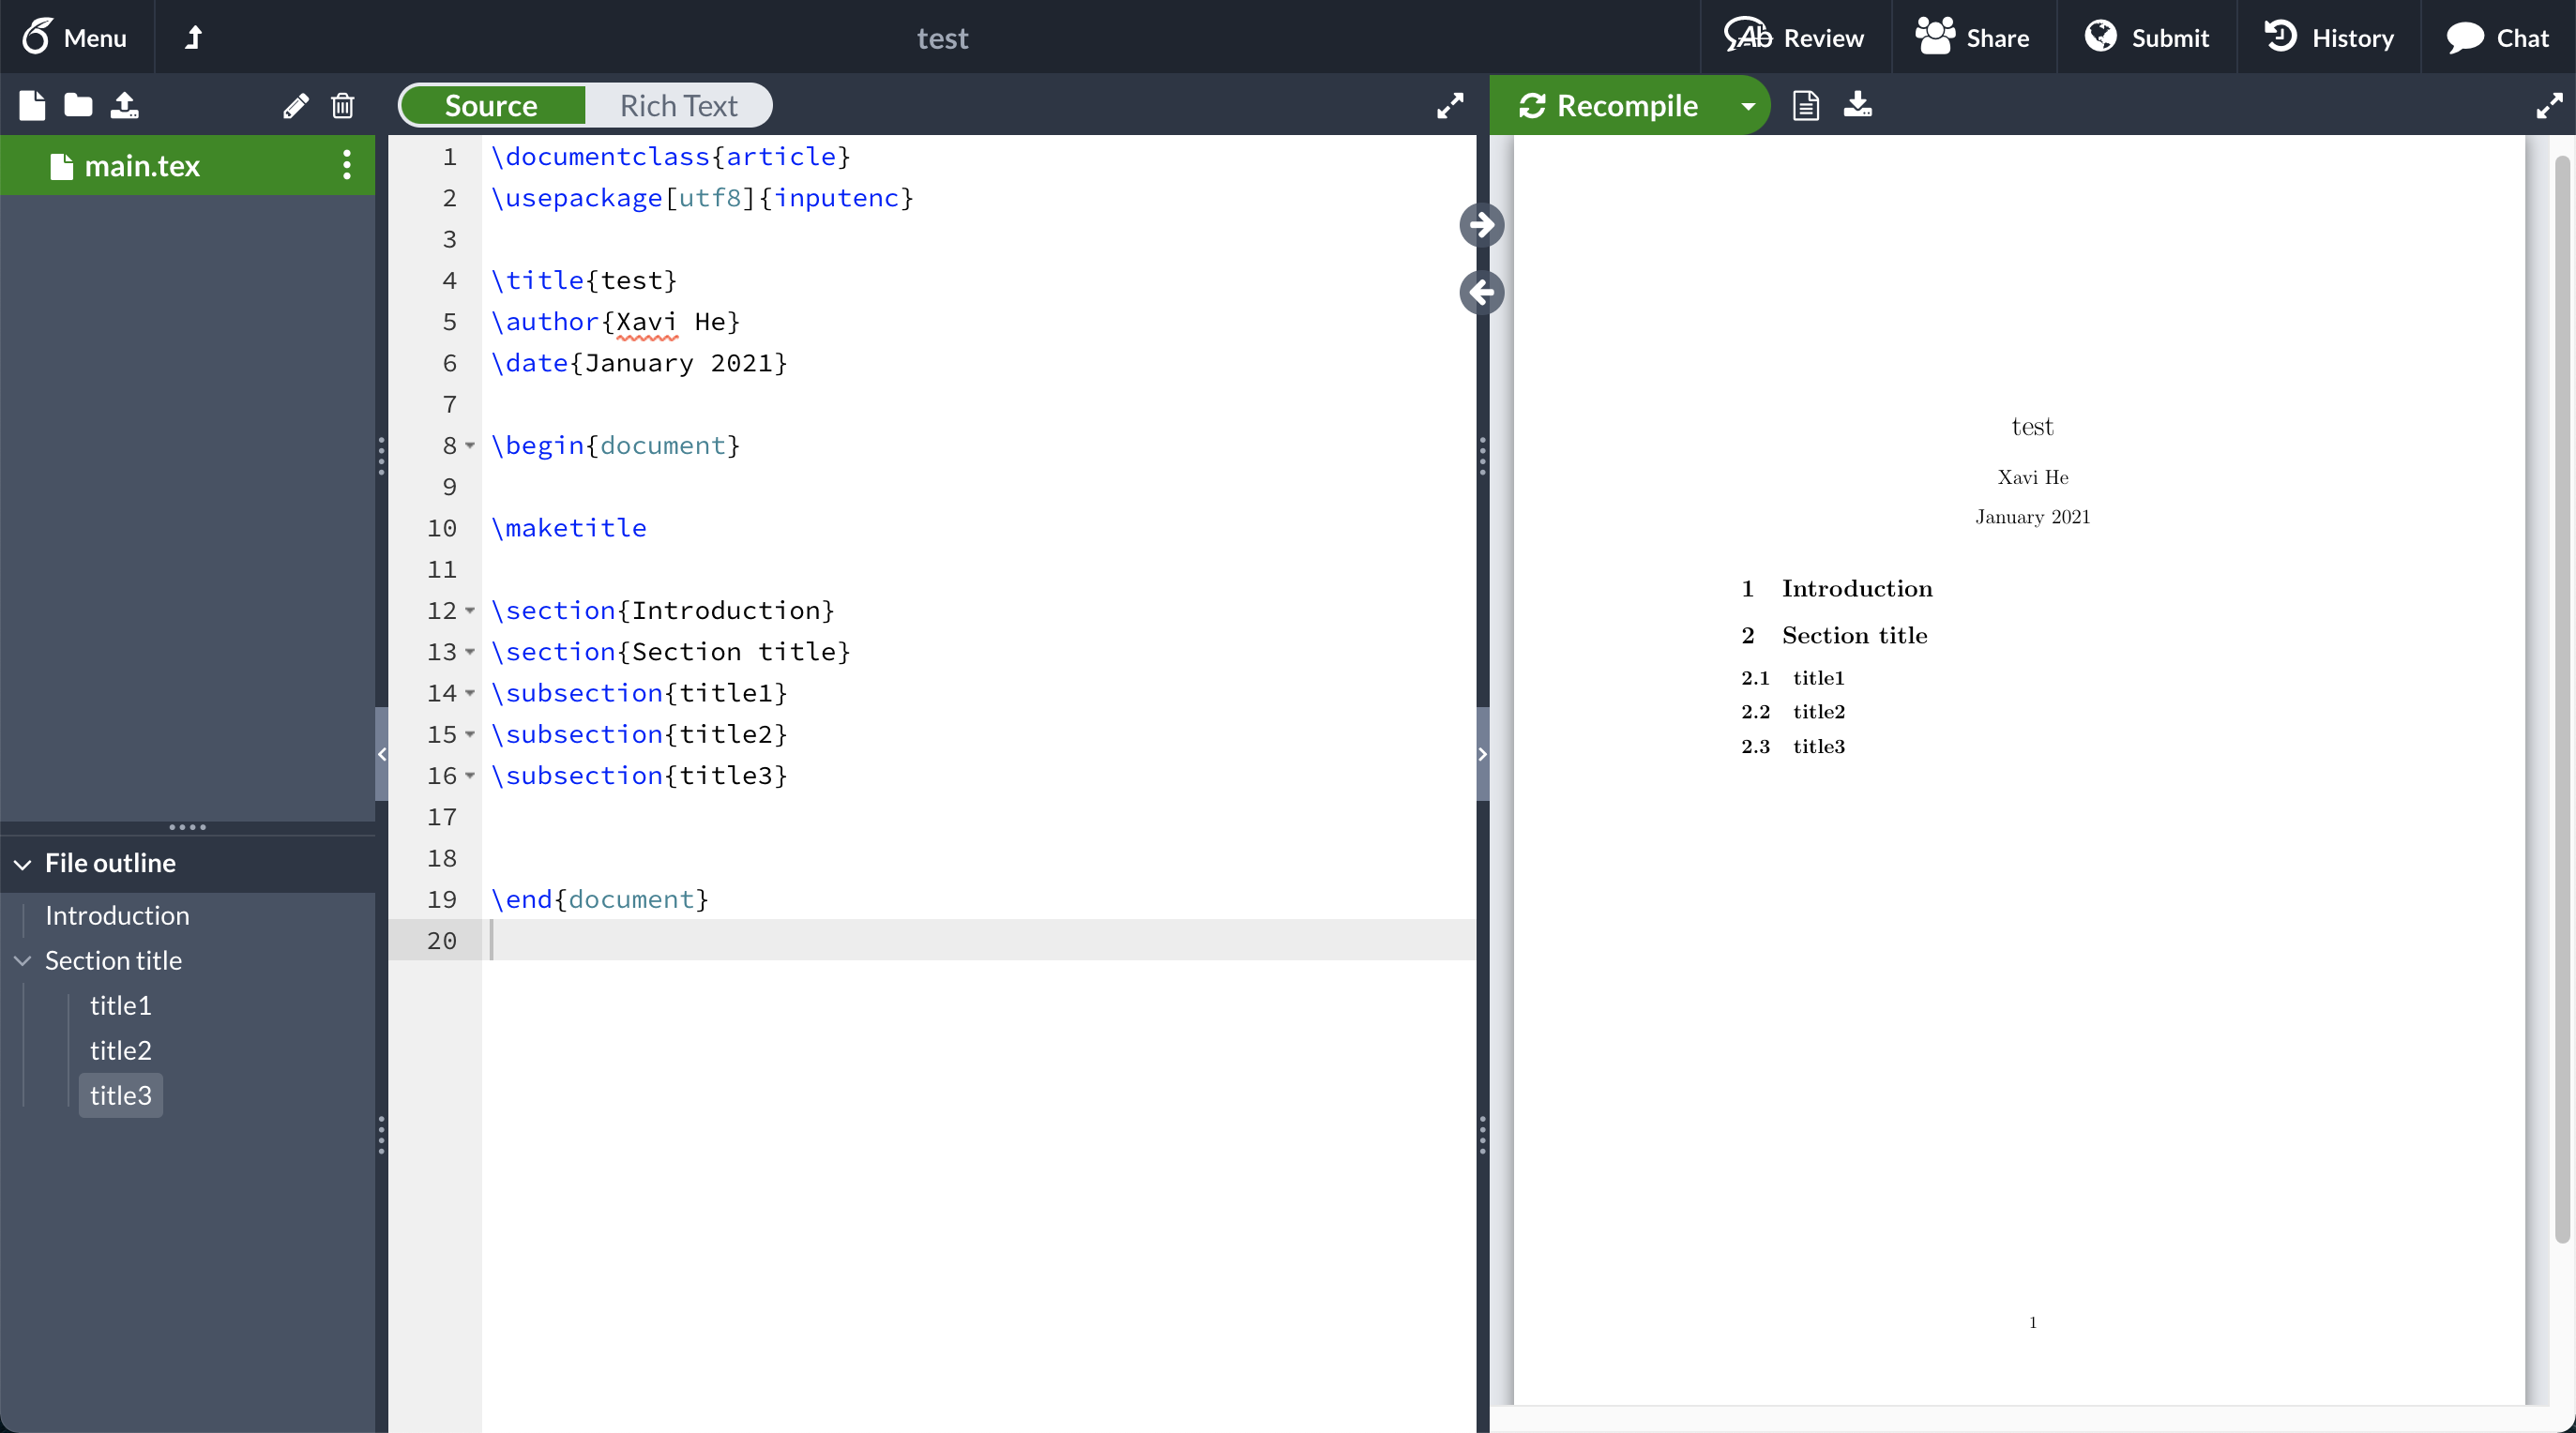 Menu
test
Review
Share
Submit
History
Chat
Source
Rich Text
Recompile
main.tex
File outline
Introduction
Section title
title1
title2
title3
1 \documentclass{article}
2 \usepackage[utf8]{inputenc}
3
4 \title{test}
5 \author{Xavi He}
6 \date{January 2021}
7
8 \begin{document}
9
10 \maketitle
11
12 \section{Introduction}
13 \section{Section title}
14 \subsection{title1}
15 \subsection{title2}
16 \subsection{title3}
17
18
19 \end{document}
20
test
Xavi He
January 2021
1 Introduction
2 Section title
2.1 title1
2.2 title2
2.3 title3
1